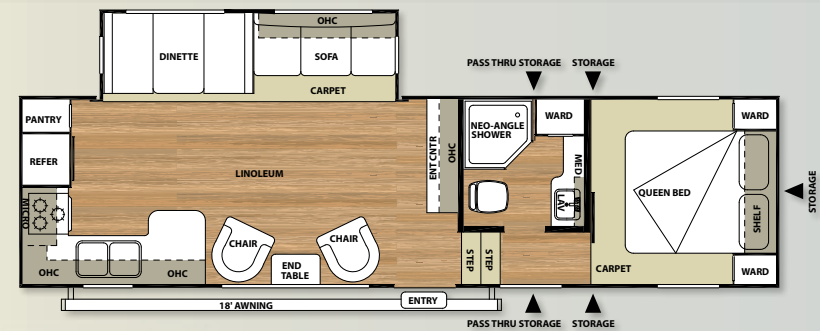 OHC
DINETTE
SOFA
CARPET
PASS THRU STORAGE
STORAGE
PANTRY
REFER
MICRO
OHC
OHC
LINOLEUM
ENT CNTR
OHC
NEO-ANGLE
SHOWER
WARD
MED
LAV
WARD
QUEEN BED
SHELF
STORAGE
CHAIR
CHAIR
END
TABLE
STEP
STEP
CARPET
WARD
18' AWNING
ENTRY
PASS THRU STORAGE
STORAGE